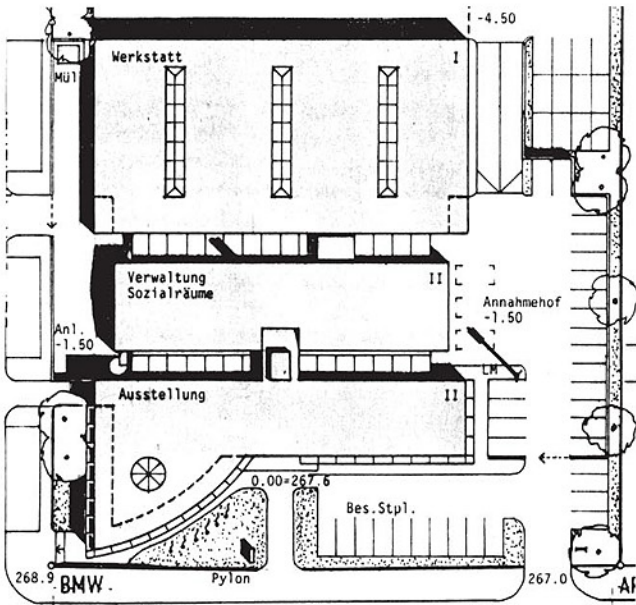 -4.50
Werkstatt I
Mül
Verwaltung II
Sozialräume
Annahmehof
-1.50
Anl.
-1.50
LM
Ausstellung II
0.00=267.6
Bes.Stpl.
268.9 BMW Pylon 267.0